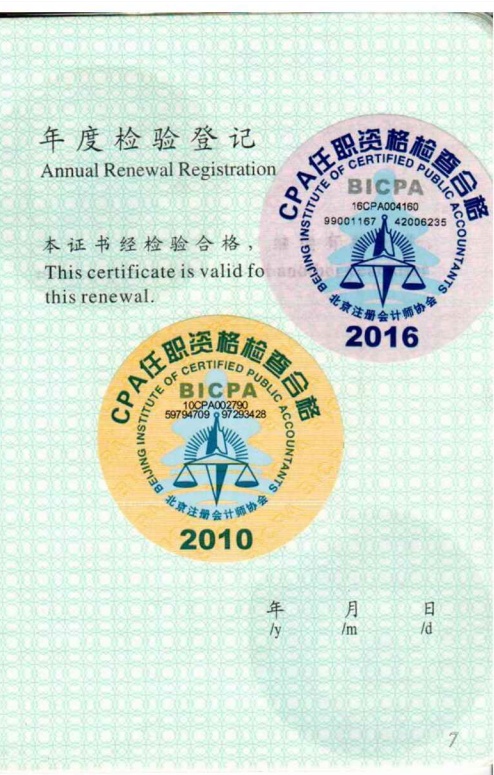 年度检验登记
Annual Renewal Registration
本证书经检验合格，
This certificate is valid fo
this renewal.
CPA任职资格检查合格
BEIJING INSTITUTE OF CERTIFIED PUBLIC ACCOUNTANTS
BICPA
16CPA004160
99001167 42006235
北京注册会计师协会
2016
CPA任职资格检查合格
BEIJING INSTITUTE OF CERTIFIED PUBLIC ACCOUNTANTS
BICPA
10CPA002790
59794709 97293428
北京注册会计师协会
2010
年 月 日
/y /m /d
7